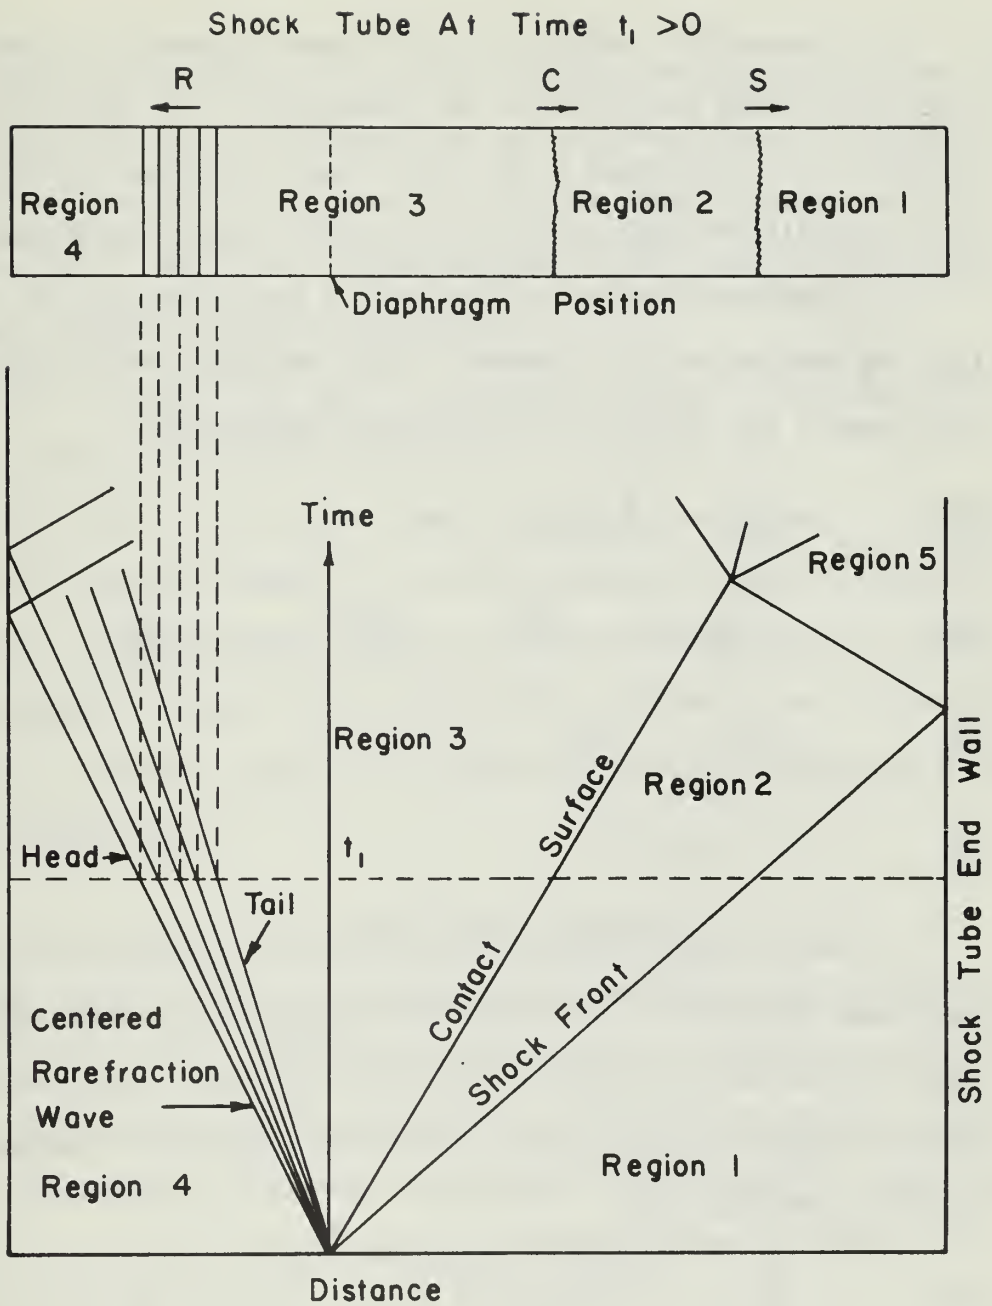 Shock Tube At Time t₁ >0
R
C
S
Region
4
Region 3
Region 2
Region 1
Diaphragm Position
Time
Region 5
Region 3
Region 2
Surface
Head
t₁
Tail
Contact
Shock Front
Shock Tube End Wall
Centered
Rarefraction
Wave
Region 4
Region 1
Distance